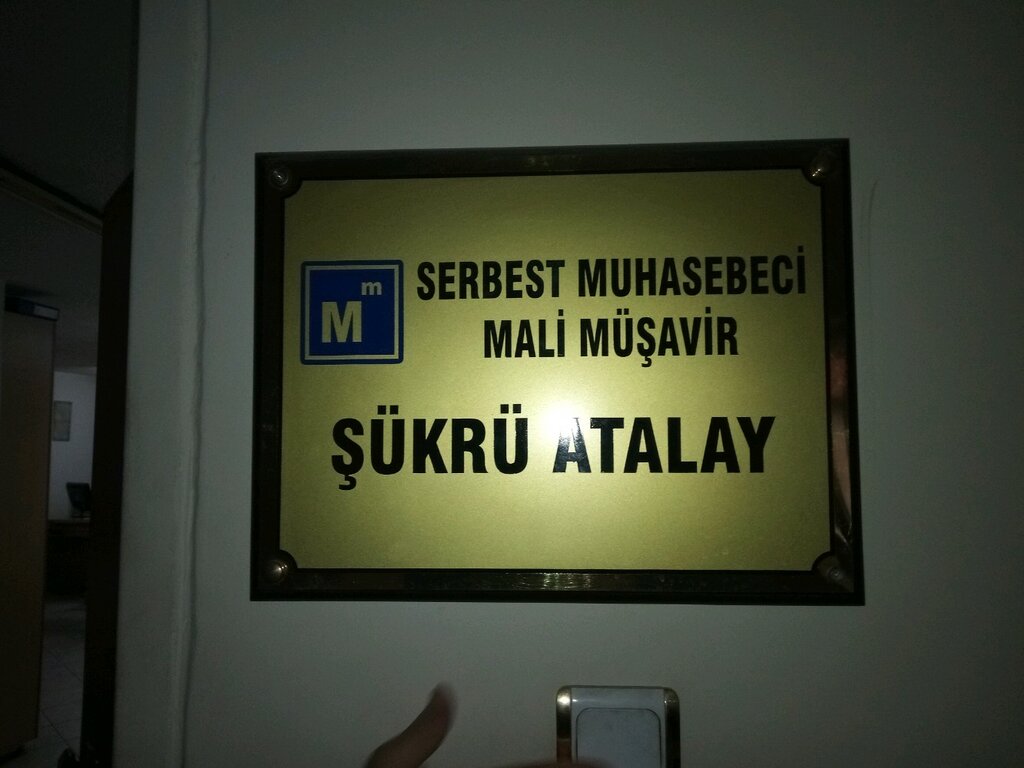 Mm
SERBEST MUHASEBECİ
MALİ MÜŞAVİR
ŞÜKRÜ ATALAY